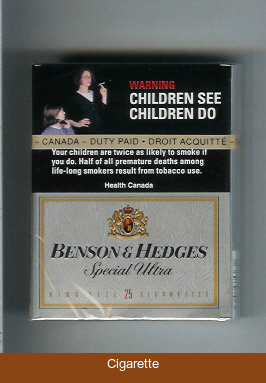 WARNING
CHILDREN SEE
CHILDREN DO
- CANADA - DUTY PAID • DROIT ACQUITTÉ -
Your children are twice as likely to smoke if
you do. Half of all premature deaths among
life-long smokers result from tobacco use.
Health Canada
BENSON & HEDGES
Special Ultra
KING SIZE 25 CIGARETTES
Cigarette